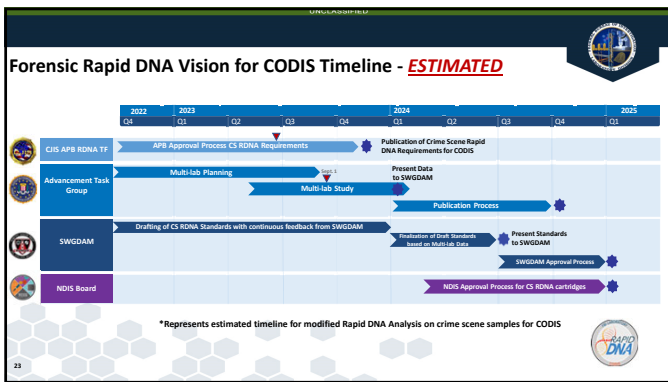 UNCLASSIFIED
Forensic Rapid DNA Vision for CODIS Timeline - ESTIMATED
2022 2023 2024 2025
Q4 Q1 Q2 Q3 Q4 Q1 Q2 Q3 Q4 Q1
CJIS APB RDNA TF
APB Approval Process CS RDNA Requirements
Publication of Crime Scene Rapid
DNA Requirements for CODIS
Advancement Task
Group
Multi-lab Planning
Sept. 1
Multi-lab Study
Present Data
to SWGDAM
Publication Process
SWGDAM
Drafting of CS RDNA Standards with continuous feedback from SWGDAM
Finalization of Draft Standards
based on Multi-lab Data
Present Standards
to SWGDAM
SWGDAM Approval Process
NDIS Board
NDIS Approval Process for CS RDNA cartridges
*Represents estimated timeline for modified Rapid DNA Analysis on crime scene samples for CODIS
RAPID
DNA
23